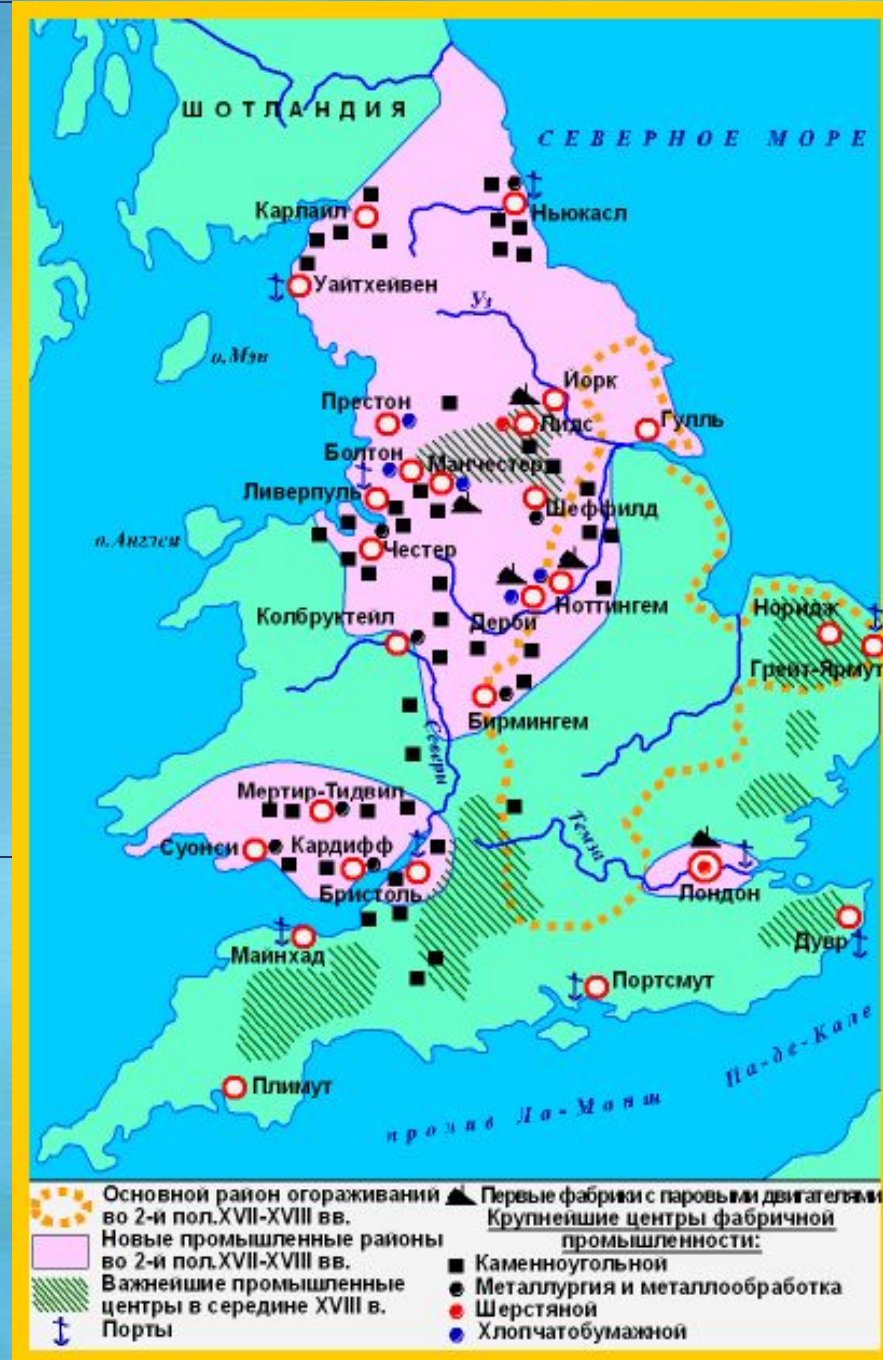 ШОТЛАНДИЯ
СЕВЕРНОЕ МОРЕ
Карлайл
Ньюкасл
Уайтхейвен
Уз
о.Мэн
Йорк
Престон
Лидс
Гулль
Болтон
Манчестер
Ливерпуль
Шеффилд
о.Англси
Честер
Колбруктейл
Дерби
Ноттингем
Норидж
Грейт-Ярмут
Бирмингем
Северн
Мертир-Тидвил
Суонси
Кардифф
Темза
Бристоль
Лондон
Майнхад
Дувр
Портсмут
Плимут
пролив Ла-Манш
Па-де-Кале
Основной район огораживаний
во 2-й пол.XVII-XVIII вв.
Новые промышленные районы
во 2-й пол.XVII-XVIII вв.
Важнейшие промышленные
центры в середине XVIII в.
Порты
Первые фабрики с паровыми двигателями
Крупнейшие центры фабричной
промышленности:
Каменноугольной
Металлургия и металлообработка
Шерстяной
Хлопчатобумажной